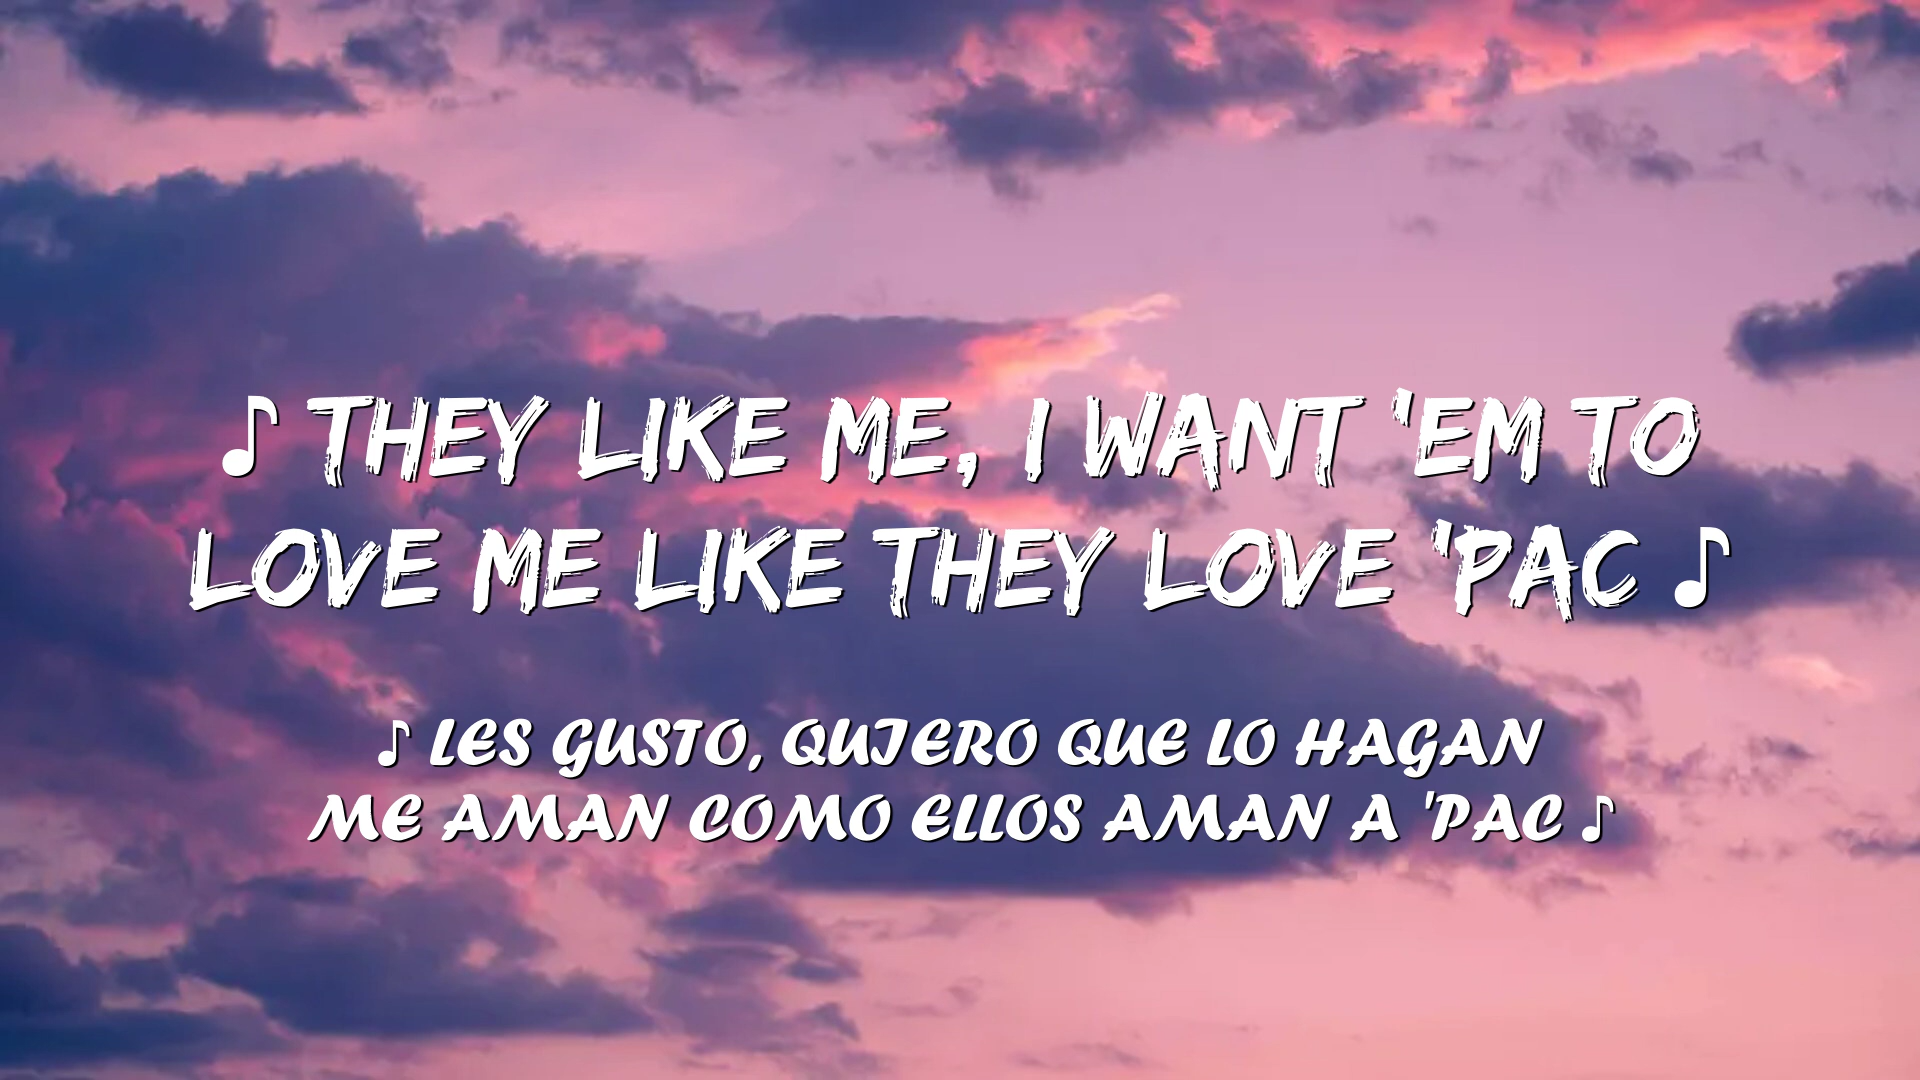 ♪ THEY LIKE ME, I WANT 'EM TO
LOVE ME LIKE THEY LOVE 'PAC ♪
♪ LES GUSTO, QUIERO QUE LO HAGAN
ME AMAN COMO ELLOS AMAN A 'PAC ♪